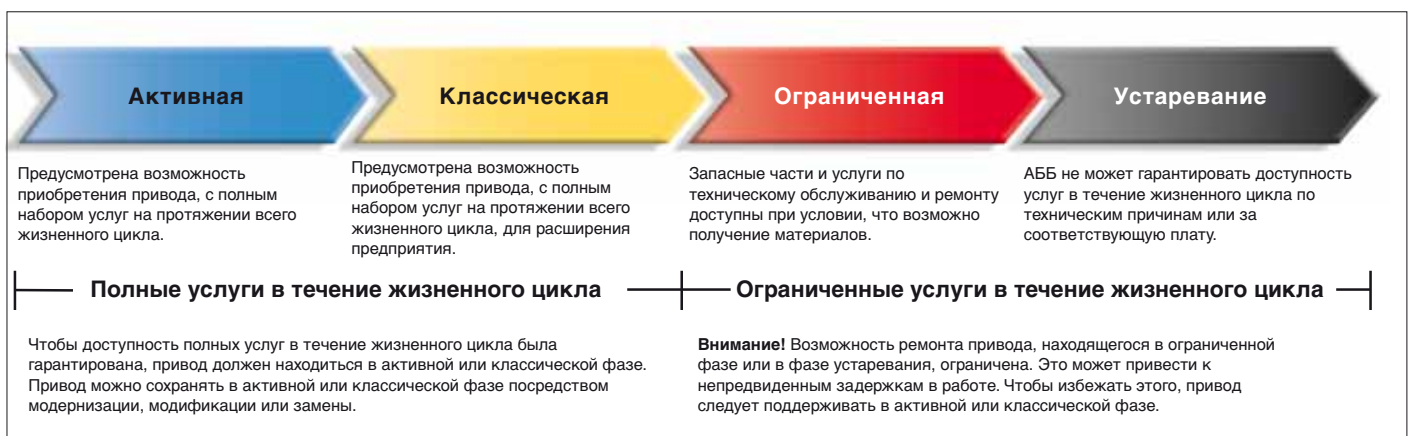 Активная
Классическая
Ограниченная
Устаревание
Предусмотрена возможность
приобретения привода, с полным
набором услуг на протяжении всего
жизненного цикла.
Предусмотрена возможность
приобретения привода, с полным
набором услуг на протяжении всего
жизненного цикла, для расширения
предприятия.
Запасные части и услуги по
техническому обслуживанию и ремонту
доступны при условии, что возможно
получение материалов.
АББ не может гарантировать доступность
услуг в течение жизненного цикла по
техническим причинам или за
соответствующую плату.
Полные услуги в течение жизненного цикла
Ограниченные услуги в течение жизненного цикла
Чтобы доступность полных услуг в течение жизненного цикла была
гарантирована, привод должен находиться в активной или классической фазе.
Привод можно сохранять в активной или классической фазе посредством
модернизации, модификации или замены.
Внимание! Возможность ремонта привода, находящегося в ограниченной
фазе или в фазе устаревания, ограничена. Это может привести к
непредвиденным задержкам в работе. Чтобы избежать этого, привод
следует поддерживать в активной или классической фазе.